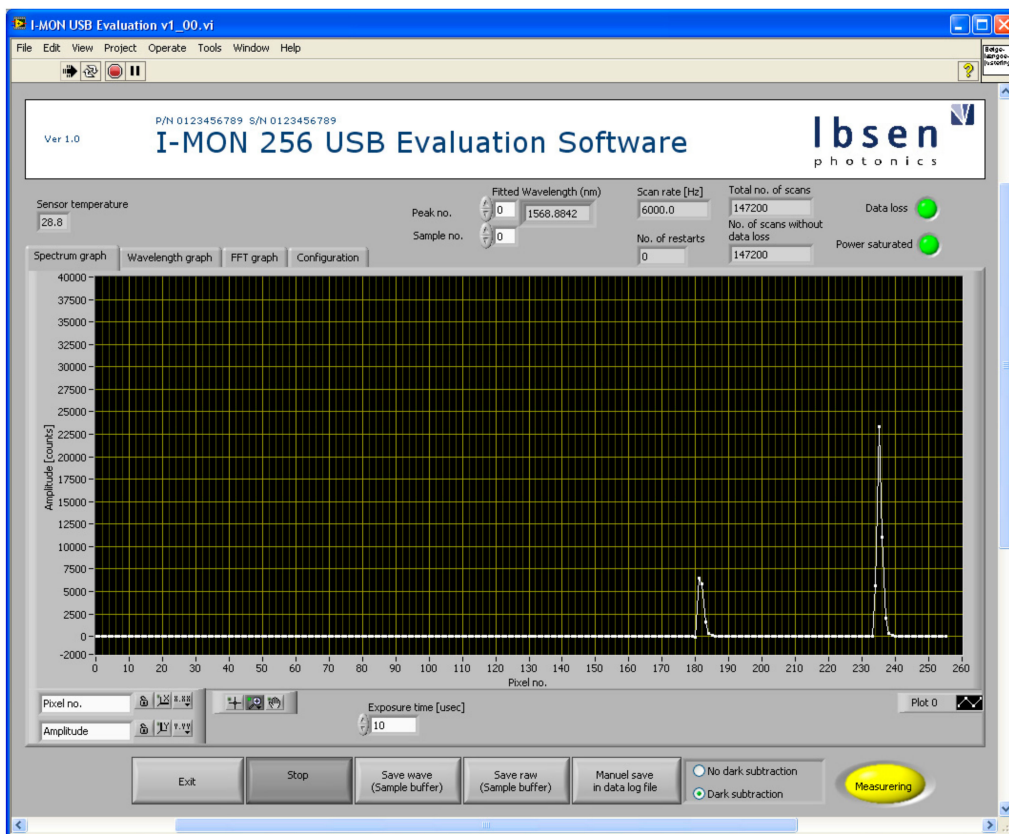 I-MON USB Evaluation v1_00.vi
File Edit View Project Operate Tools Window Help
Bølge-
længde-
justering
P/N 0123456789 S/N 0123456789
Ver 1.0
I-MON 256 USB Evaluation Software
Ibsen
photonics
Sensor temperature
28.8
Peak no.
0
Sample no.
0
Fitted Wavelength (nm)
1568.8842
Scan rate [Hz]
6000.0
No. of restarts
0
Total no. of scans
147200
No. of scans without
data loss
147200
Data loss
Power saturated
Spectrum graph Wavelength graph FFT graph Configuration
Amplitude [counts]
40000
37500
35000
32500
30000
27500
25000
22500
20000
17500
15000
12500
10000
7500
5000
2500
0
-2000
0 10 20 30 40 50 60 70 80 90 100 110 120 130 140 150 160 170 180 190 200 210 220 230 240 250 260
Pixel no.
Pixel no.
Amplitude
Exposure time [usec]
10
Plot 0
Exit
Stop
Save wave
(Sample buffer)
Save raw
(Sample buffer)
Manuel save
in data log file
No dark subtraction
Dark subtraction
Measurering